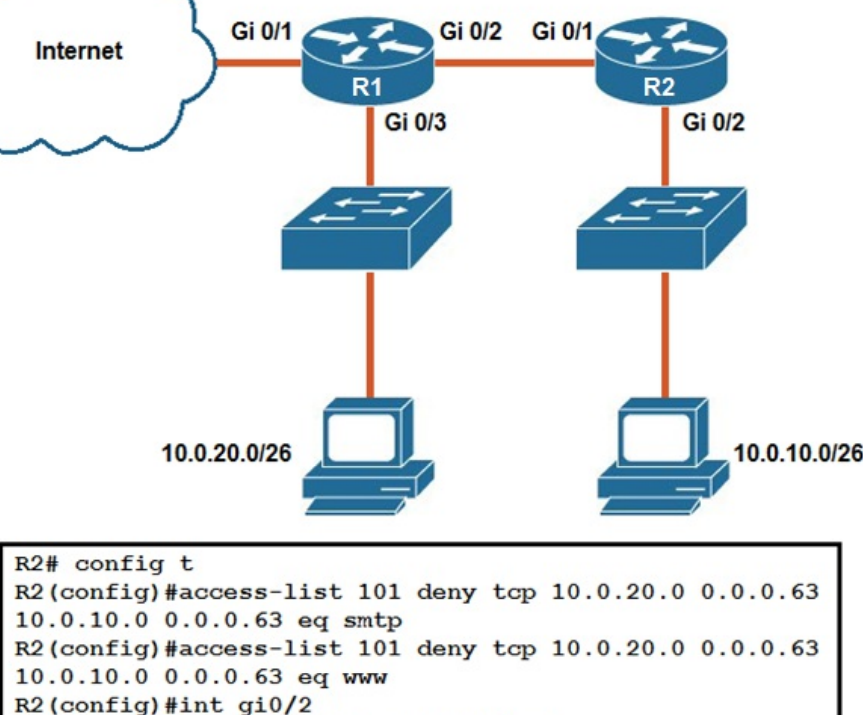 Internet
Gi 0/1
Gi 0/2
Gi 0/1
R1
R2
Gi 0/3
Gi 0/2
10.0.20.0/26
10.0.10.0/26
R2# config t
R2(config)#access-list 101 deny tcp 10.0.20.0 0.0.0.63
10.0.10.0 0.0.0.63 eq smtp
R2(config)#access-list 101 deny tcp 10.0.20.0 0.0.0.63
10.0.10.0 0.0.0.63 eq www
R2(config)#int gi0/2